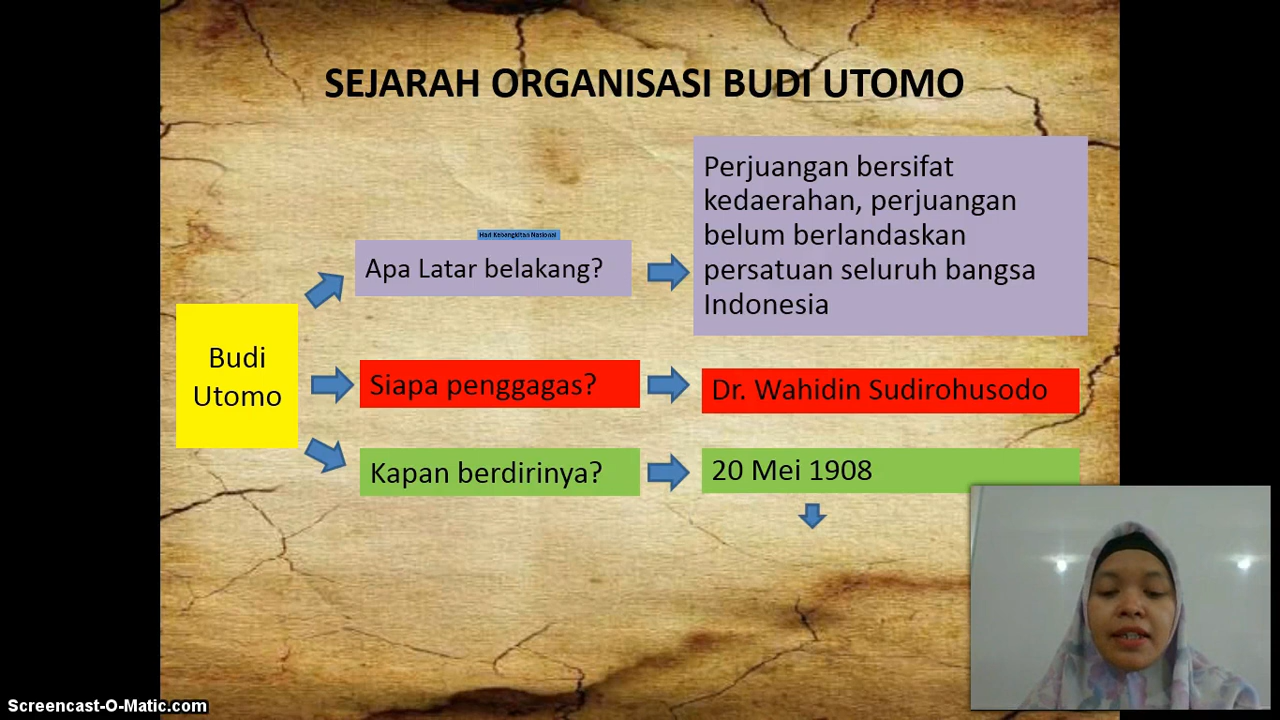 SEJARAH ORGANISASI BUDI UTOMO
Perjuangan bersifat
kedaerahan, perjuangan
belum berlandaskan
persatuan seluruh bangsa
Indonesia
Hari Kebangkitan Nasional
Apa Latar belakang?
Budi
Utomo
Siapa penggagas?
Dr. Wahidin Sudirohusodo
Kapan berdirinya?
20 Mei 1908
Screencast-O-Matic.com